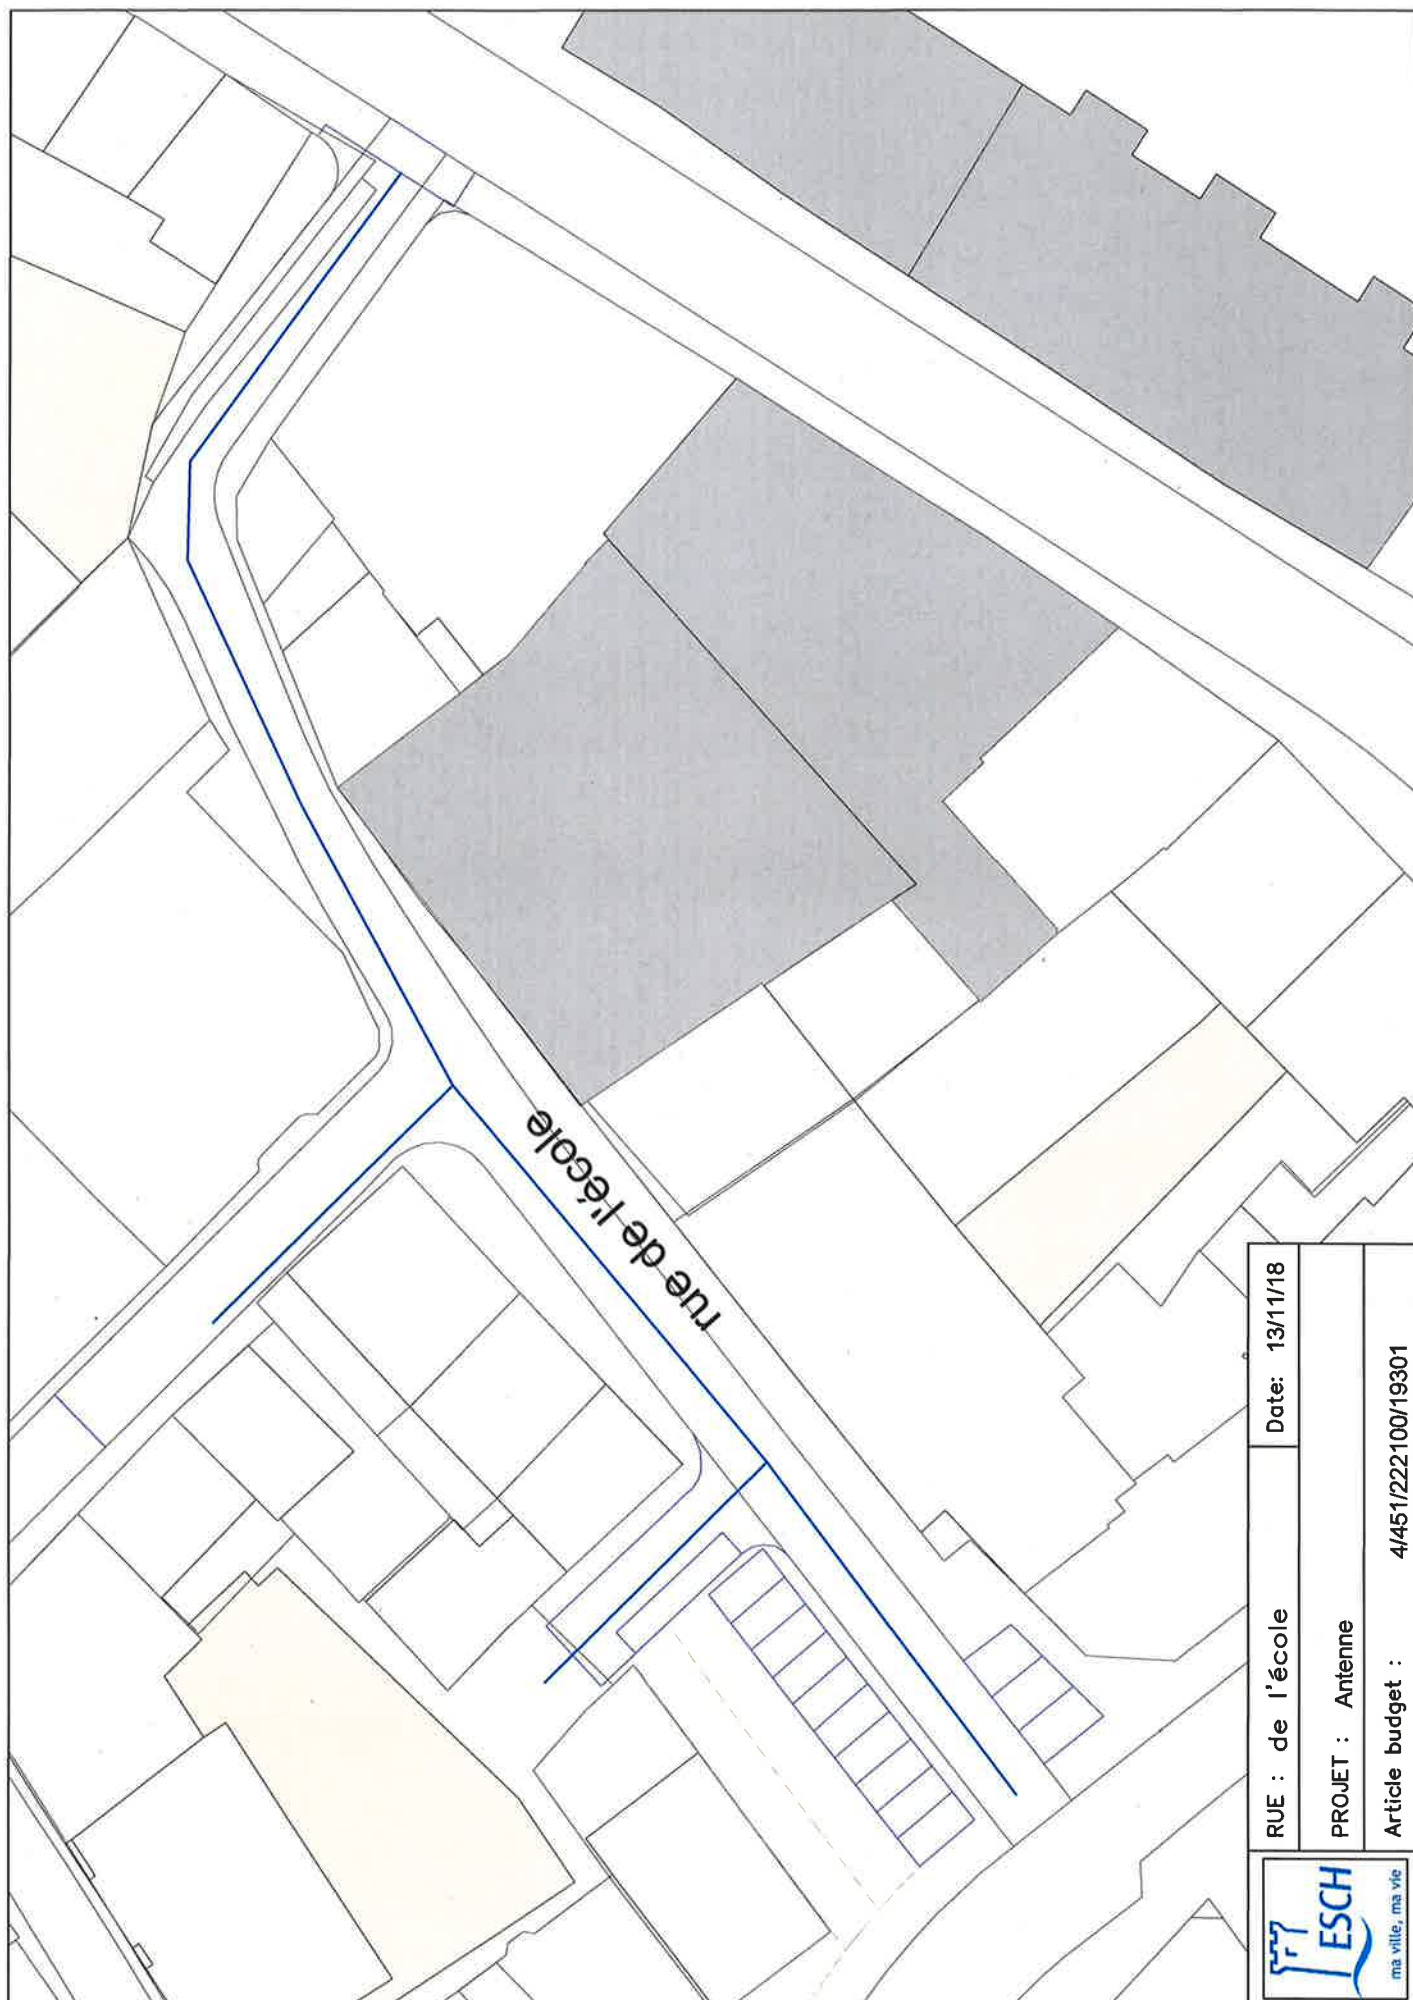 rue de l'école
RUE : de l'école
Date: 13/11/18
PROJET : Antenne
Article budget : 4/451/222100/19301
ESCH
ma ville, ma vie